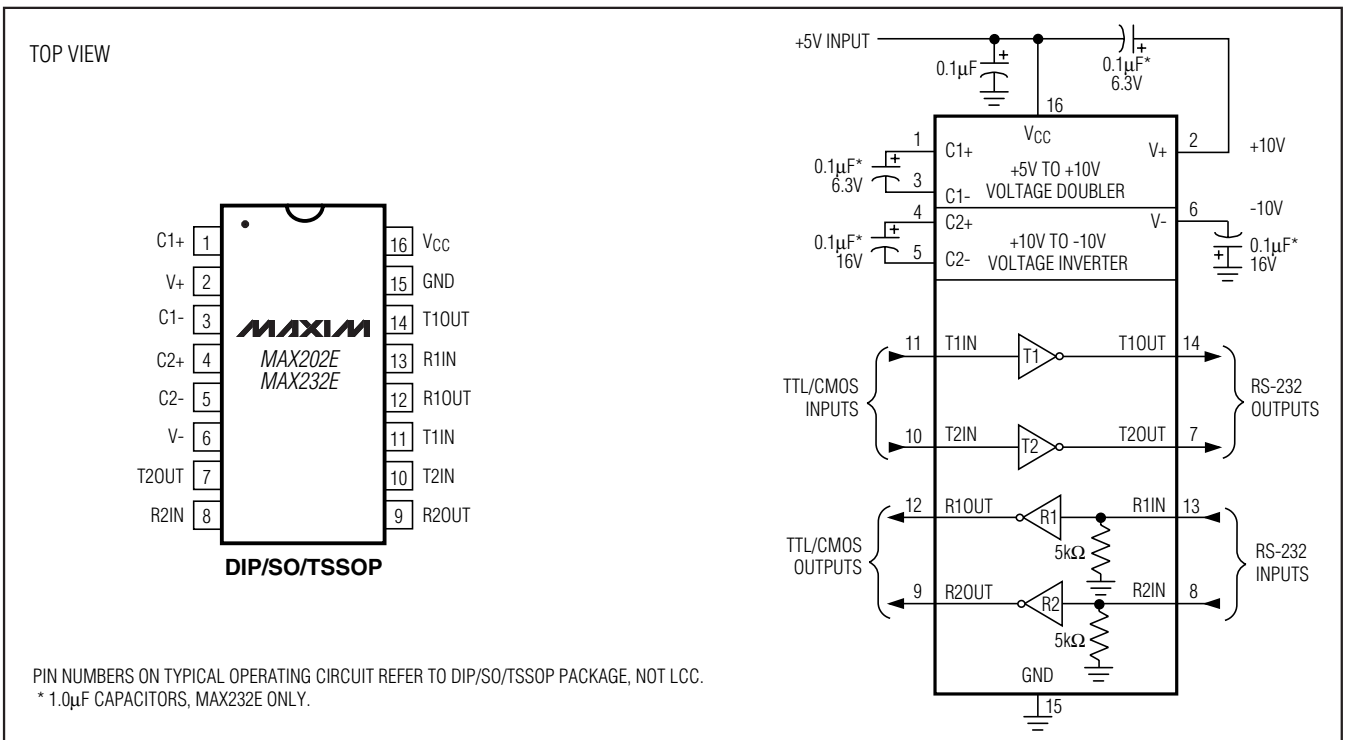 TOP VIEW
C1+ 1
V+ 2
C1- 3
C2+ 4
C2- 5
V- 6
T2OUT 7
R2IN 8
MAXIM
MAX202E
MAX232E
16 VCC
15 GND
14 T1OUT
13 R1IN
12 R1OUT
11 T1IN
10 T2IN
9 R2OUT
DIP/SO/TSSOP
+5V INPUT
0.1µF
+
0.1µF*
6.3V
+
16
VCC
1
C1+
0.1µF*
6.3V
+
3
C1-
+5V TO +10V
VOLTAGE DOUBLER
V+
2
+10V
4
C2+
0.1µF*
16V
+
5
C2-
+10V TO -10V
VOLTAGE INVERTER
V-
6
-10V
0.1µF*
16V
+
TTL/CMOS
INPUTS
11 T1IN T1 T1OUT 14
10 T2IN T2 T2OUT 7
RS-232
OUTPUTS
TTL/CMOS
OUTPUTS
12 R1OUT R1 R1IN 13
5kΩ
9 R2OUT R2 R2IN 8
5kΩ
RS-232
INPUTS
GND
15
PIN NUMBERS ON TYPICAL OPERATING CIRCUIT REFER TO DIP/SO/TSSOP PACKAGE, NOT LCC.
* 1.0µF CAPACITORS, MAX232E ONLY.